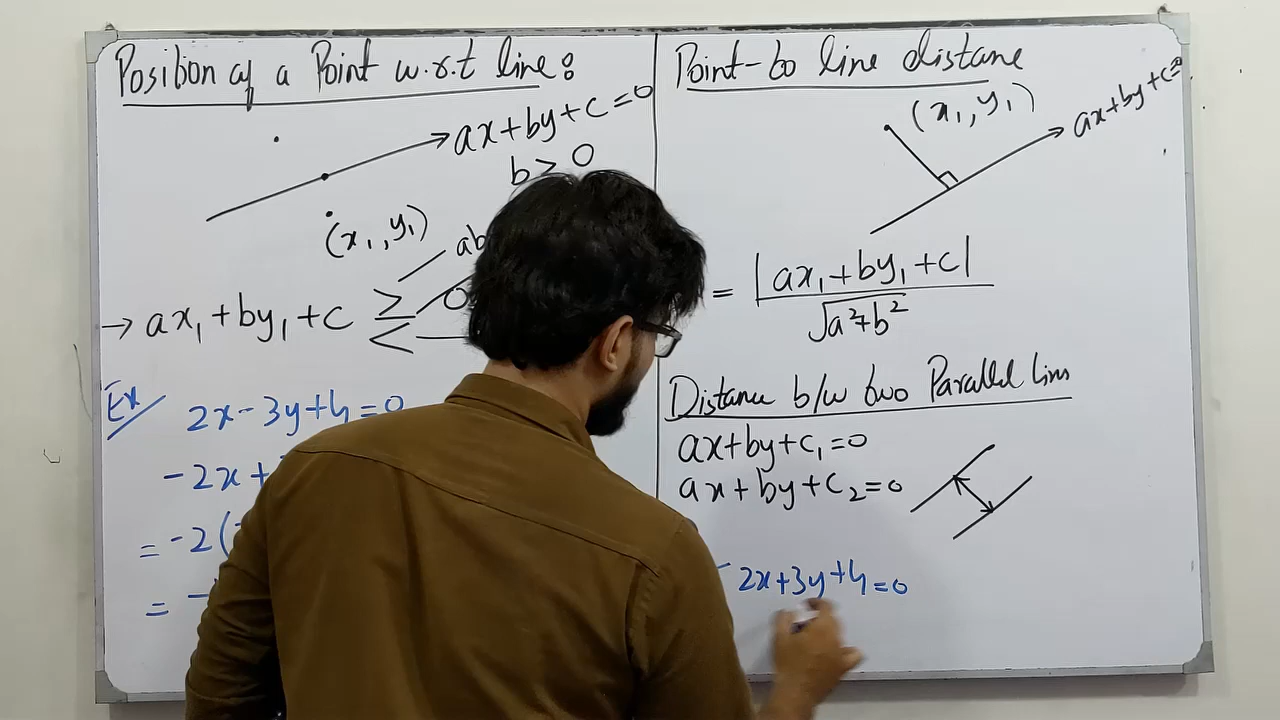 Position of a Point w.r.t line:
ax+by+c=0
b > 0
(x₁,y₁)
ab
→ ax₁+by₁+c ≥ 0
<
Ex
2x-3y+4=0
-2x+
= -2(
= -
Point-to line distane
(x₁,y₁)
ax+by+c=0
= |ax₁+by₁+c|
√a²+b²
Distance b/w two Parallel lines
ax+by+c₁=0
ax+by+c₂=0
2x+3y+4=0